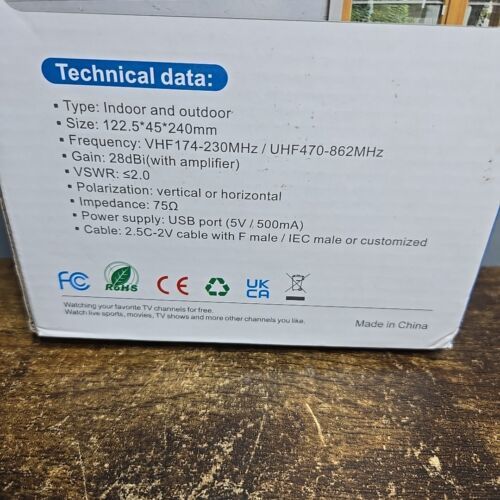 Technical data:
• Type: Indoor and outdoor
• Size: 122.5*45*240mm
• Frequency: VHF174-230MHz / UHF470-862MHz
• Gain: 28dBi(with amplifier)
• VSWR: ≤2.0
• Polarization: vertical or horizontal
• Impedance: 75Ω
• Power supply: USB port (5V / 500mA)
• Cable: 2.5C-2V cable with F male / IEC male or customized
FC RoHS CE UK CA
Watching your favorite TV channels for free.
Watch live sports, movies, TV shows and more other channels you like.
Made in China